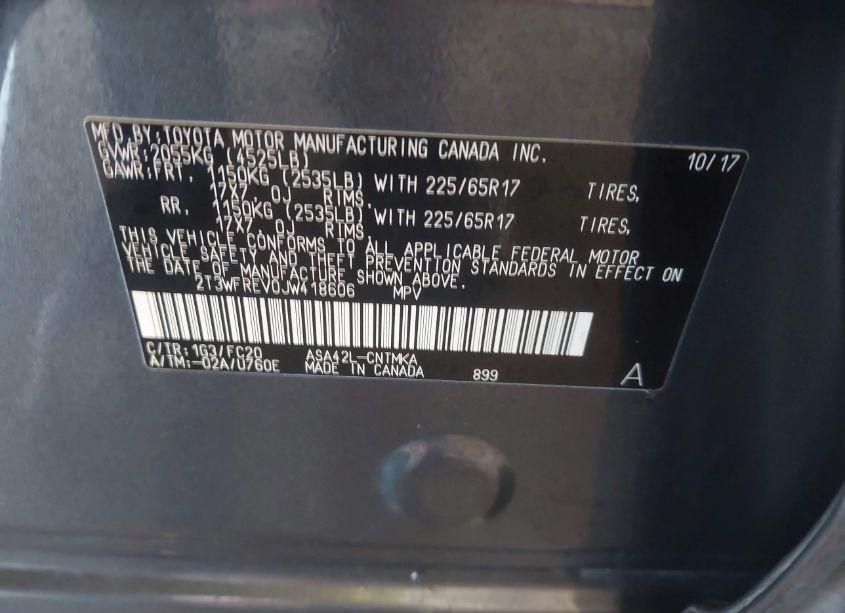 MFD BY:TOYOTA MOTOR MANUFACTURING CANADA INC. 10/17
GVWR:2055KG (4525LB)
GAWR:FRT. 1150KG (2535LB) WITH 225/65R17 TIRES,
17X7.0J RIMS,
RR. 1150KG (2535LB) WITH 225/65R17 TIRES,
17X7.0J RIMS
THIS VEHICLE CONFORMS TO ALL APPLICABLE FEDERAL MOTOR
VEHICLE SAFETY AND THEFT PREVENTION STANDARDS IN EFFECT ON
THE DATE OF MANUFACTURE SHOWN ABOVE.
2T3WFREV0JW418606 MPV
C/TR:1G3/FC20 ASA42L-CNTMKA
A/TM:-02A/U760E MADE IN CANADA 899 A